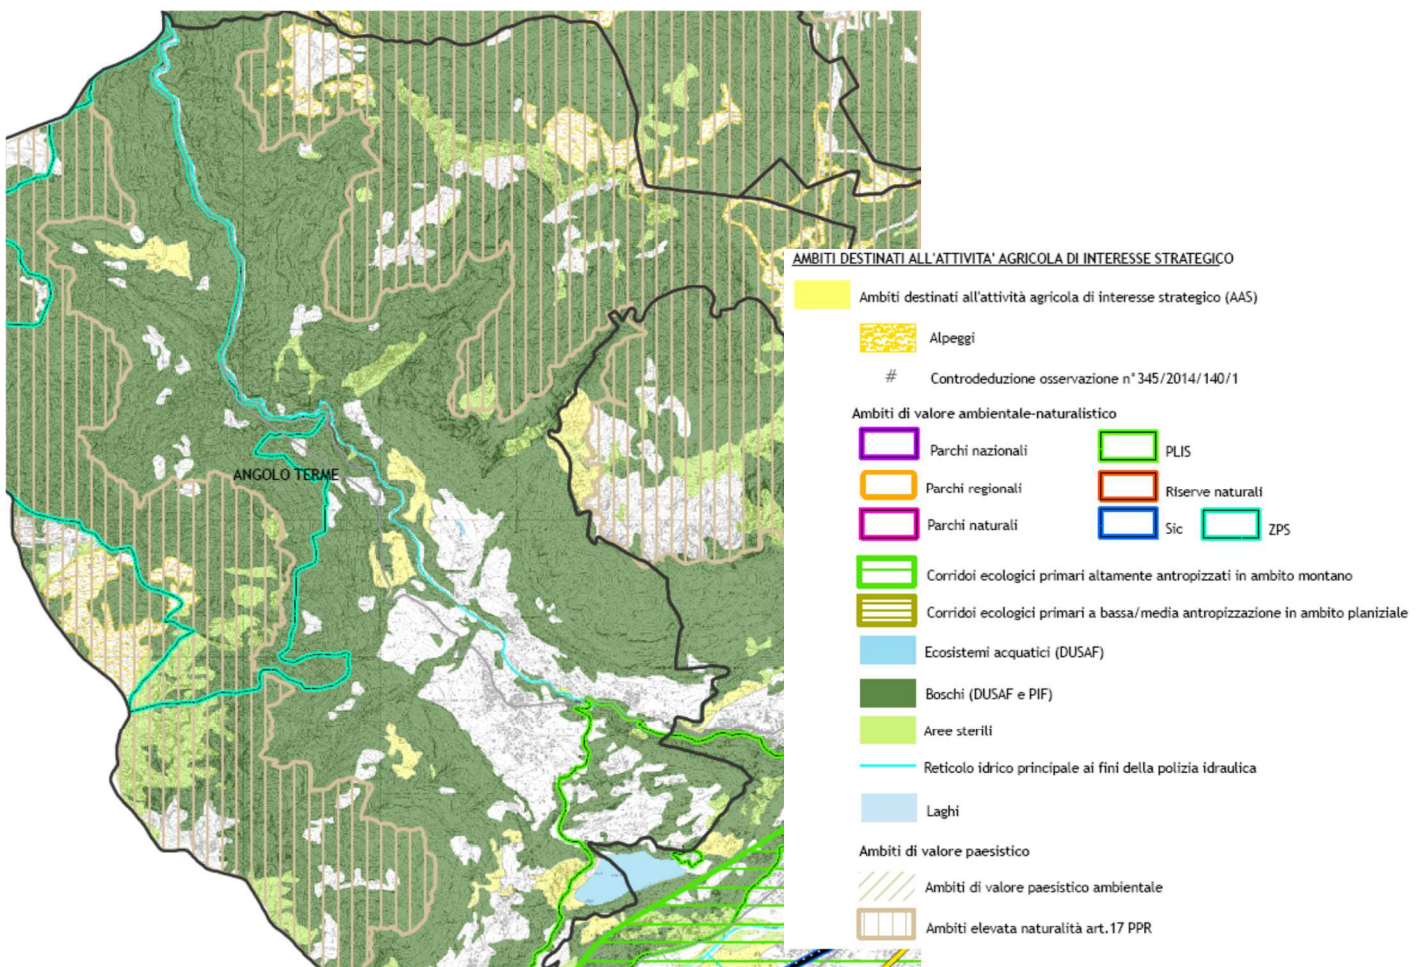 AMBITI DESTINATI ALL'ATTIVITA' AGRICOLA DI INTERESSE STRATEGICO
Ambiti destinati all'attività agricola di interesse strategico (AAS)
Alpeggi
# Controdeduzione osservazione n°345/2014/140/1
Ambiti di valore ambientale-naturalistico
Parchi nazionali
PLIS
Parchi regionali
Riserve naturali
Parchi naturali
Sic
ZPS
Corridoi ecologici primari altamente antropizzati in ambito montano
Corridoi ecologici primari a bassa/media antropizzazione in ambito planiziale
Ecosistemi acquatici (DUSAF)
Boschi (DUSAF e PIF)
Aree sterili
Reticolo idrico principale ai fini della polizia idraulica
Laghi
Ambiti di valore paesistico
Ambiti di valore paesistico ambientale
Ambiti elevata naturalità art.17 PPR
ANGOLO TERME